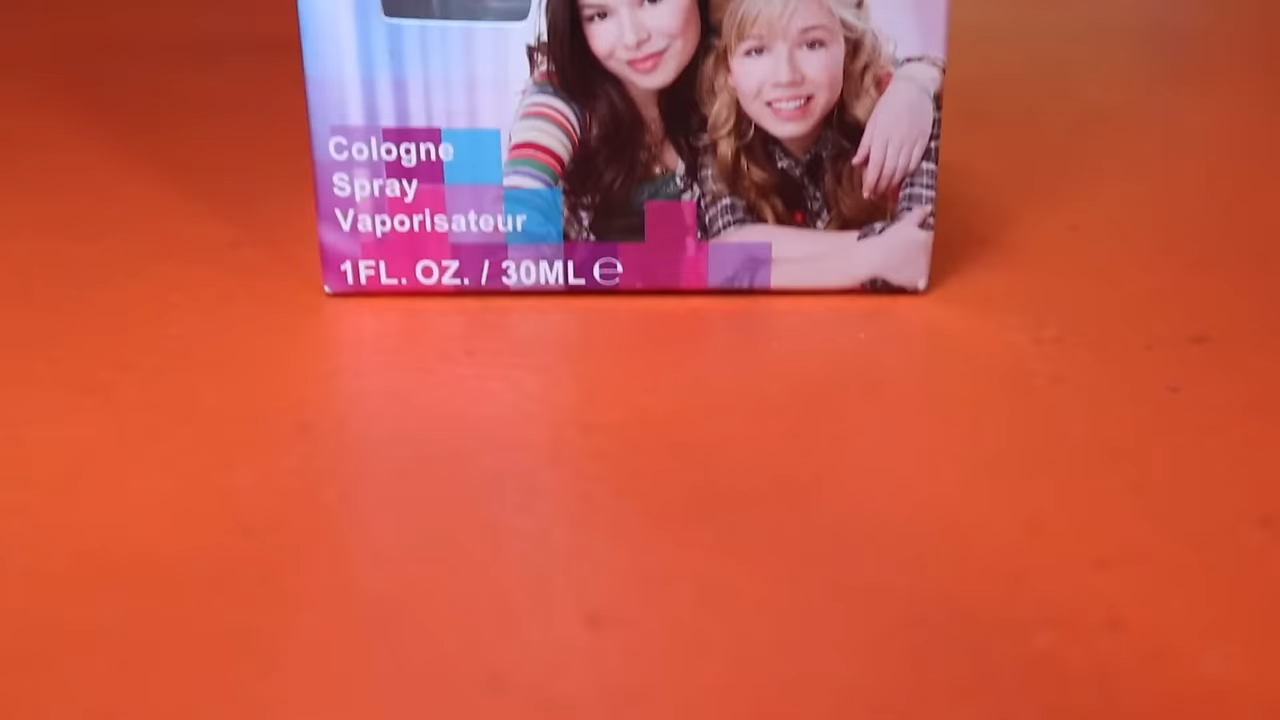 Cologne
Spray
Vaporisateur
1FL. OZ. / 30ML ℮